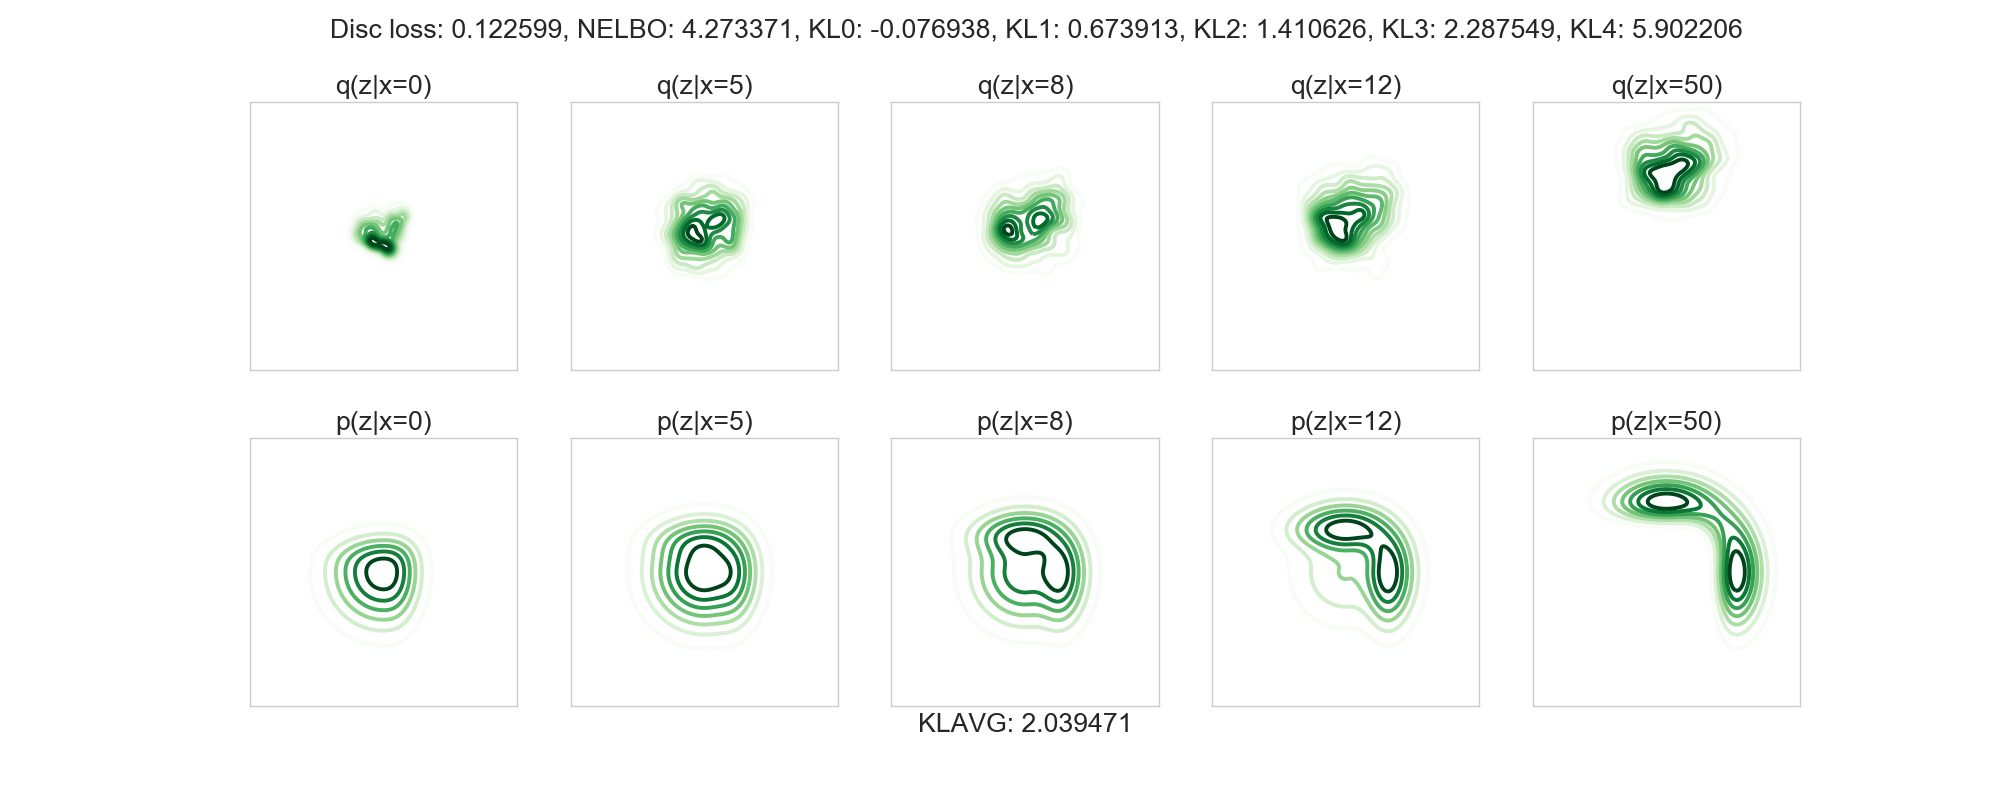 Disc loss: 0.122599, NELBO: 4.273371, KL0: -0.076938, KL1: 0.673913, KL2: 1.410626, KL3: 2.287549, KL4: 5.902206
q(z|x=0)
q(z|x=5)
q(z|x=8)
q(z|x=12)
q(z|x=50)
p(z|x=0)
p(z|x=5)
p(z|x=8)
p(z|x=12)
p(z|x=50)
KLAVG: 2.039471